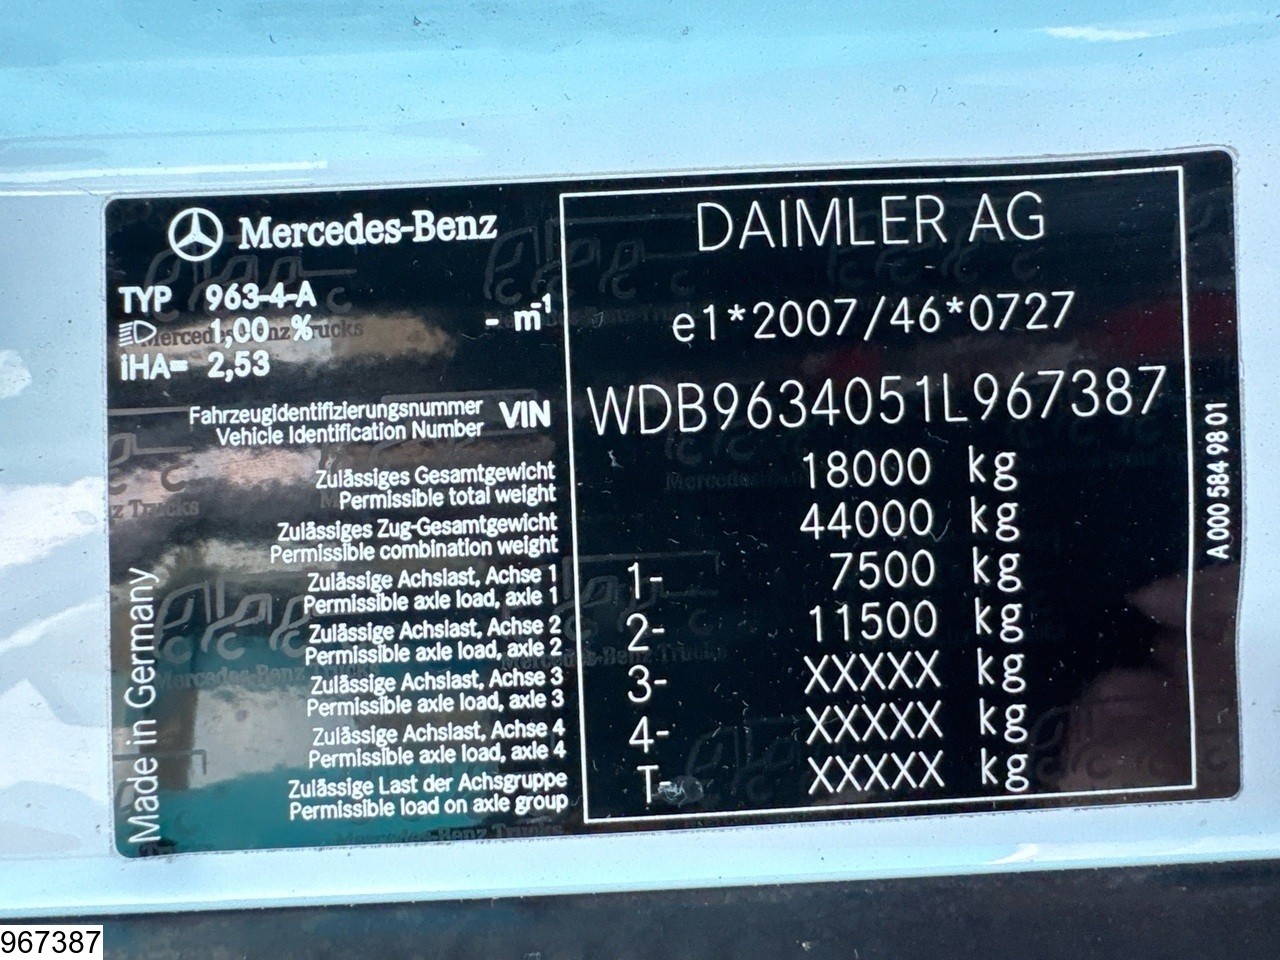 Mercedes-Benz
TYP 963-4-A
1,00 % - m-1
iHA= 2,53
Fahrzeugidentifizierungsnummer
Vehicle Identification Number VIN
Zulässiges Gesamtgewicht
Permissible total weight
Zulässiges Zug-Gesamtgewicht
Permissible combination weight
Zulässige Achslast, Achse 1
Permissible axle load, axle 1
Zulässige Achslast, Achse 2
Permissible axle load, axle 2
Zulässige Achslast, Achse 3
Permissible axle load, axle 3
Zulässige Achslast, Achse 4
Permissible axle load, axle 4
Zulässige Last der Achsgruppe
Permissible load on axle group
Made in Germany
DAIMLER AG
e1*2007/46*0727
WDB9634051L967387
18000 kg
44000 kg
1- 7500 kg
2- 11500 kg
3- XXXXX kg
4- XXXXX kg
T- XXXXX kg
A 000 584 98 01
967387